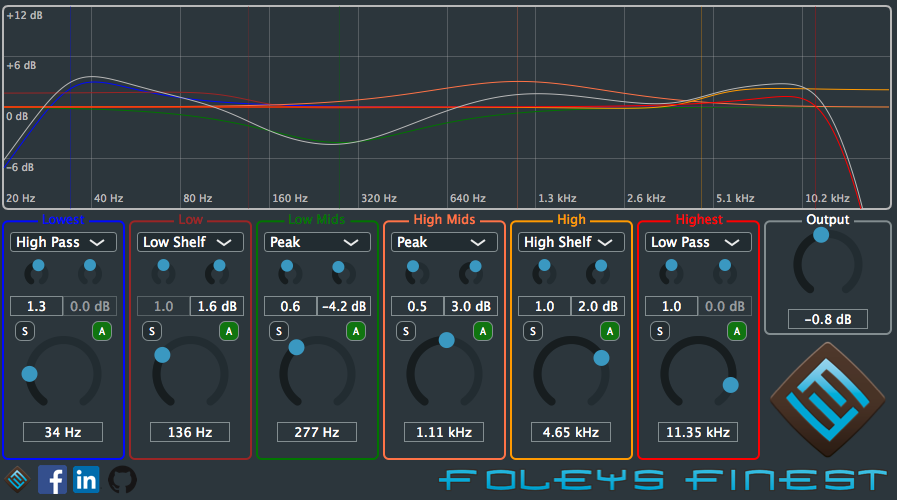 +12 dB
+6 dB
0 dB
-6 dB
20 Hz 40 Hz 80 Hz 160 Hz 320 Hz 640 Hz 1.3 kHz 2.6 kHz 5.1 kHz 10.2 kHz
Lowest Low Low Mids High Mids High Highest Output
High Pass Low Shelf Peak Peak High Shelf Low Pass
1.3 0.0 dB 1.0 1.6 dB 0.6 -4.2 dB 0.5 3.0 dB 1.0 2.0 dB 1.0 0.0 dB -0.8 dB
S A S A S A S A S A S A
34 Hz 136 Hz 277 Hz 1.11 kHz 4.65 kHz 11.35 kHz
f in FOLEYS FINEST